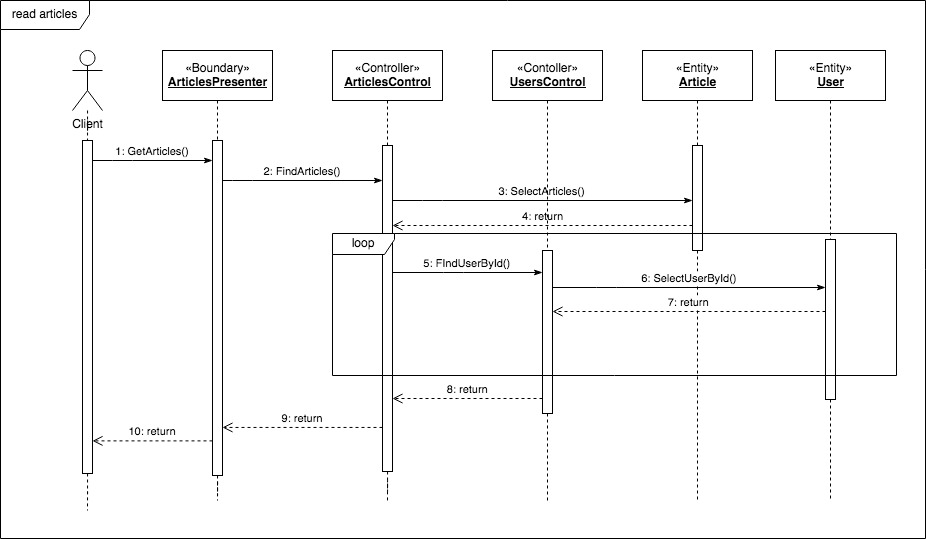 read articles
«Boundary»
ArticlesPresenter
«Controller»
ArticlesControl
«Contoller»
UsersControl
«Entity»
Article
«Entity»
User
Client
1: GetArticles()
2: FindArticles()
3: SelectArticles()
4: return
loop
5: FIndUserById()
6: SelectUserById()
7: return
8: return
9: return
10: return